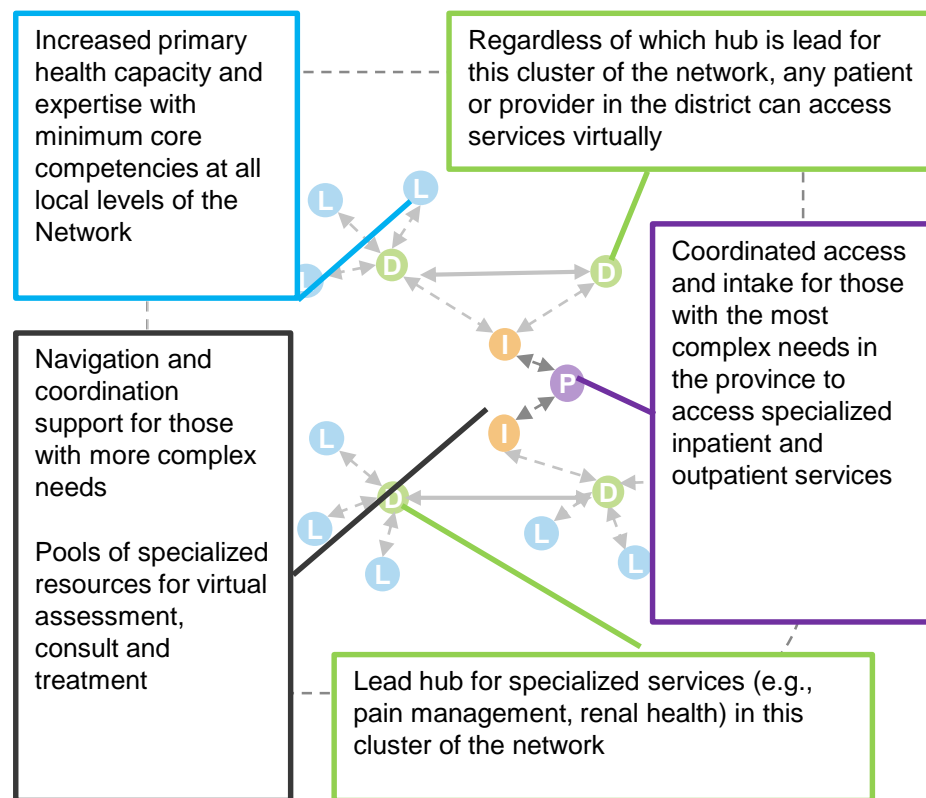 Increased primary
health capacity and
expertise with
minimum core
competencies at all
local levels of the
Network
Regardless of which hub is lead for
this cluster of the network, any patient
or provider in the district can access
services virtually
L
L
L
D
D
I
P
I
Coordinated access
and intake for those
with the most
complex needs in
the province to
access specialized
inpatient and
outpatient services
Navigation and
coordination
support for those
with more complex
needs
Pools of specialized
resources for virtual
assessment,
consult and
treatment
L
D
D
L
L
L
L
Lead hub for specialized services (e.g.,
pain management, renal health) in this
cluster of the network